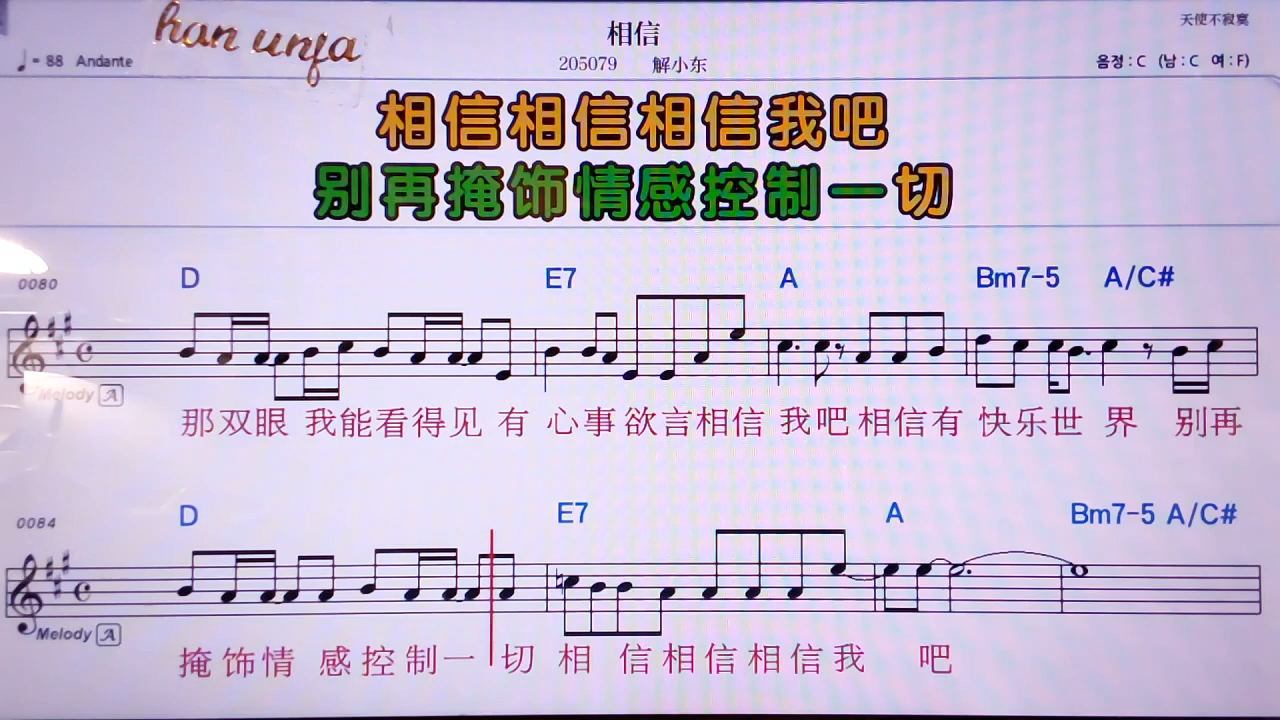 han unfa
相信
天使不寂寞
♩= 88 Andante
205079 解小东
음정 : C (남 : C 여 : F)
相信相信相信我吧
别再掩饰情感控制一切
0080
D E7 A Bm7-5 A/C#
Melody A
那双眼 我能看得见 有 心事 欲言相信 我吧 相信有 快乐世 界 别再
0084
D E7 A Bm7-5 A/C#
Melody A
掩饰情 感控制一 切 相 信相信相信我 吧